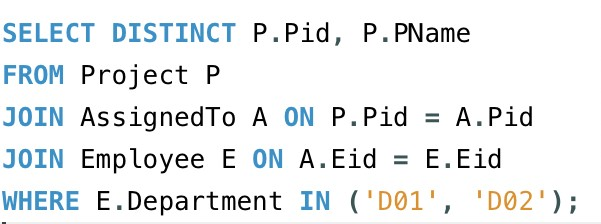 SELECT DISTINCT P.Pid, P.PName
FROM Project P
JOIN AssignedTo A ON P.Pid = A.Pid
JOIN Employee E ON A.Eid = E.Eid
WHERE E.Department IN ('D01', 'D02');